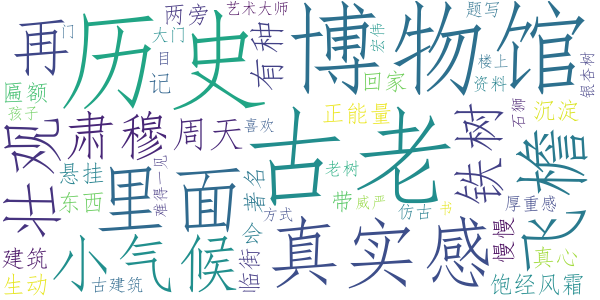 两旁
艺术大师
题写
门
大门
再
历史
博物馆
宏伟
目
有种
楼上
匾额
记
回家
资料
银杏树
孩子
正能量
石狮
沉淀
壮观
肃穆
周天
喜欢
古老
铁树
飞檐
悬挂
里面
难得一见
著名
老树
东西
带
威严
仿古
书
厚重感
方式
慢慢
建筑
小气候
临街
会
真实感
真心
生动
古建筑
饱经风霜